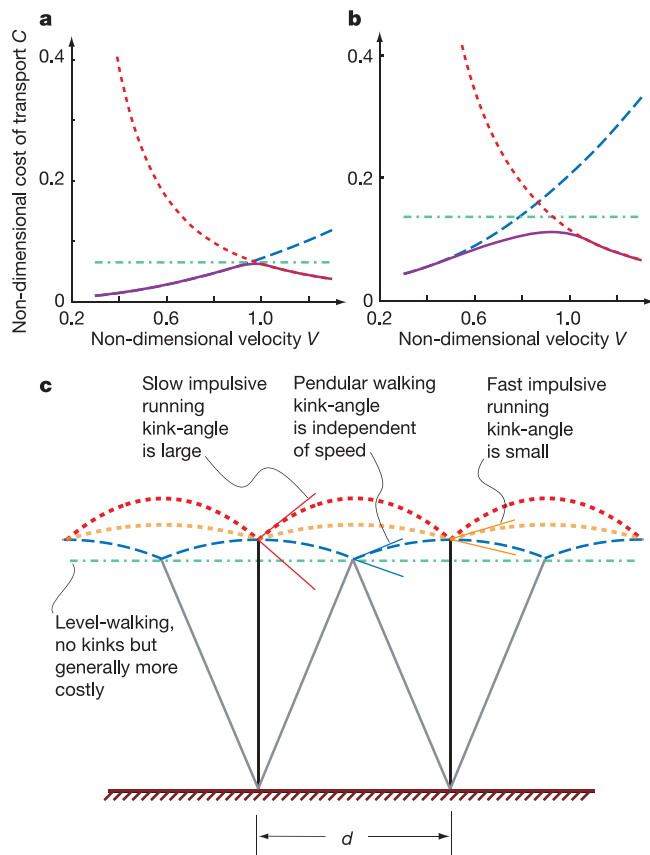 a
b
Non-dimensional cost of transport C
0.4
0.2
0
0.2
0.6
1.0
Non-dimensional velocity V
0.4
0.2
0
0.2
0.6
1.0
Non-dimensional velocity V
c
Slow impulsive
running
kink-angle
is large
Pendular walking
kink-angle
is independent
of speed
Fast impulsive
running
kink-angle
is small
Level-walking,
no kinks but
generally more
costly
d